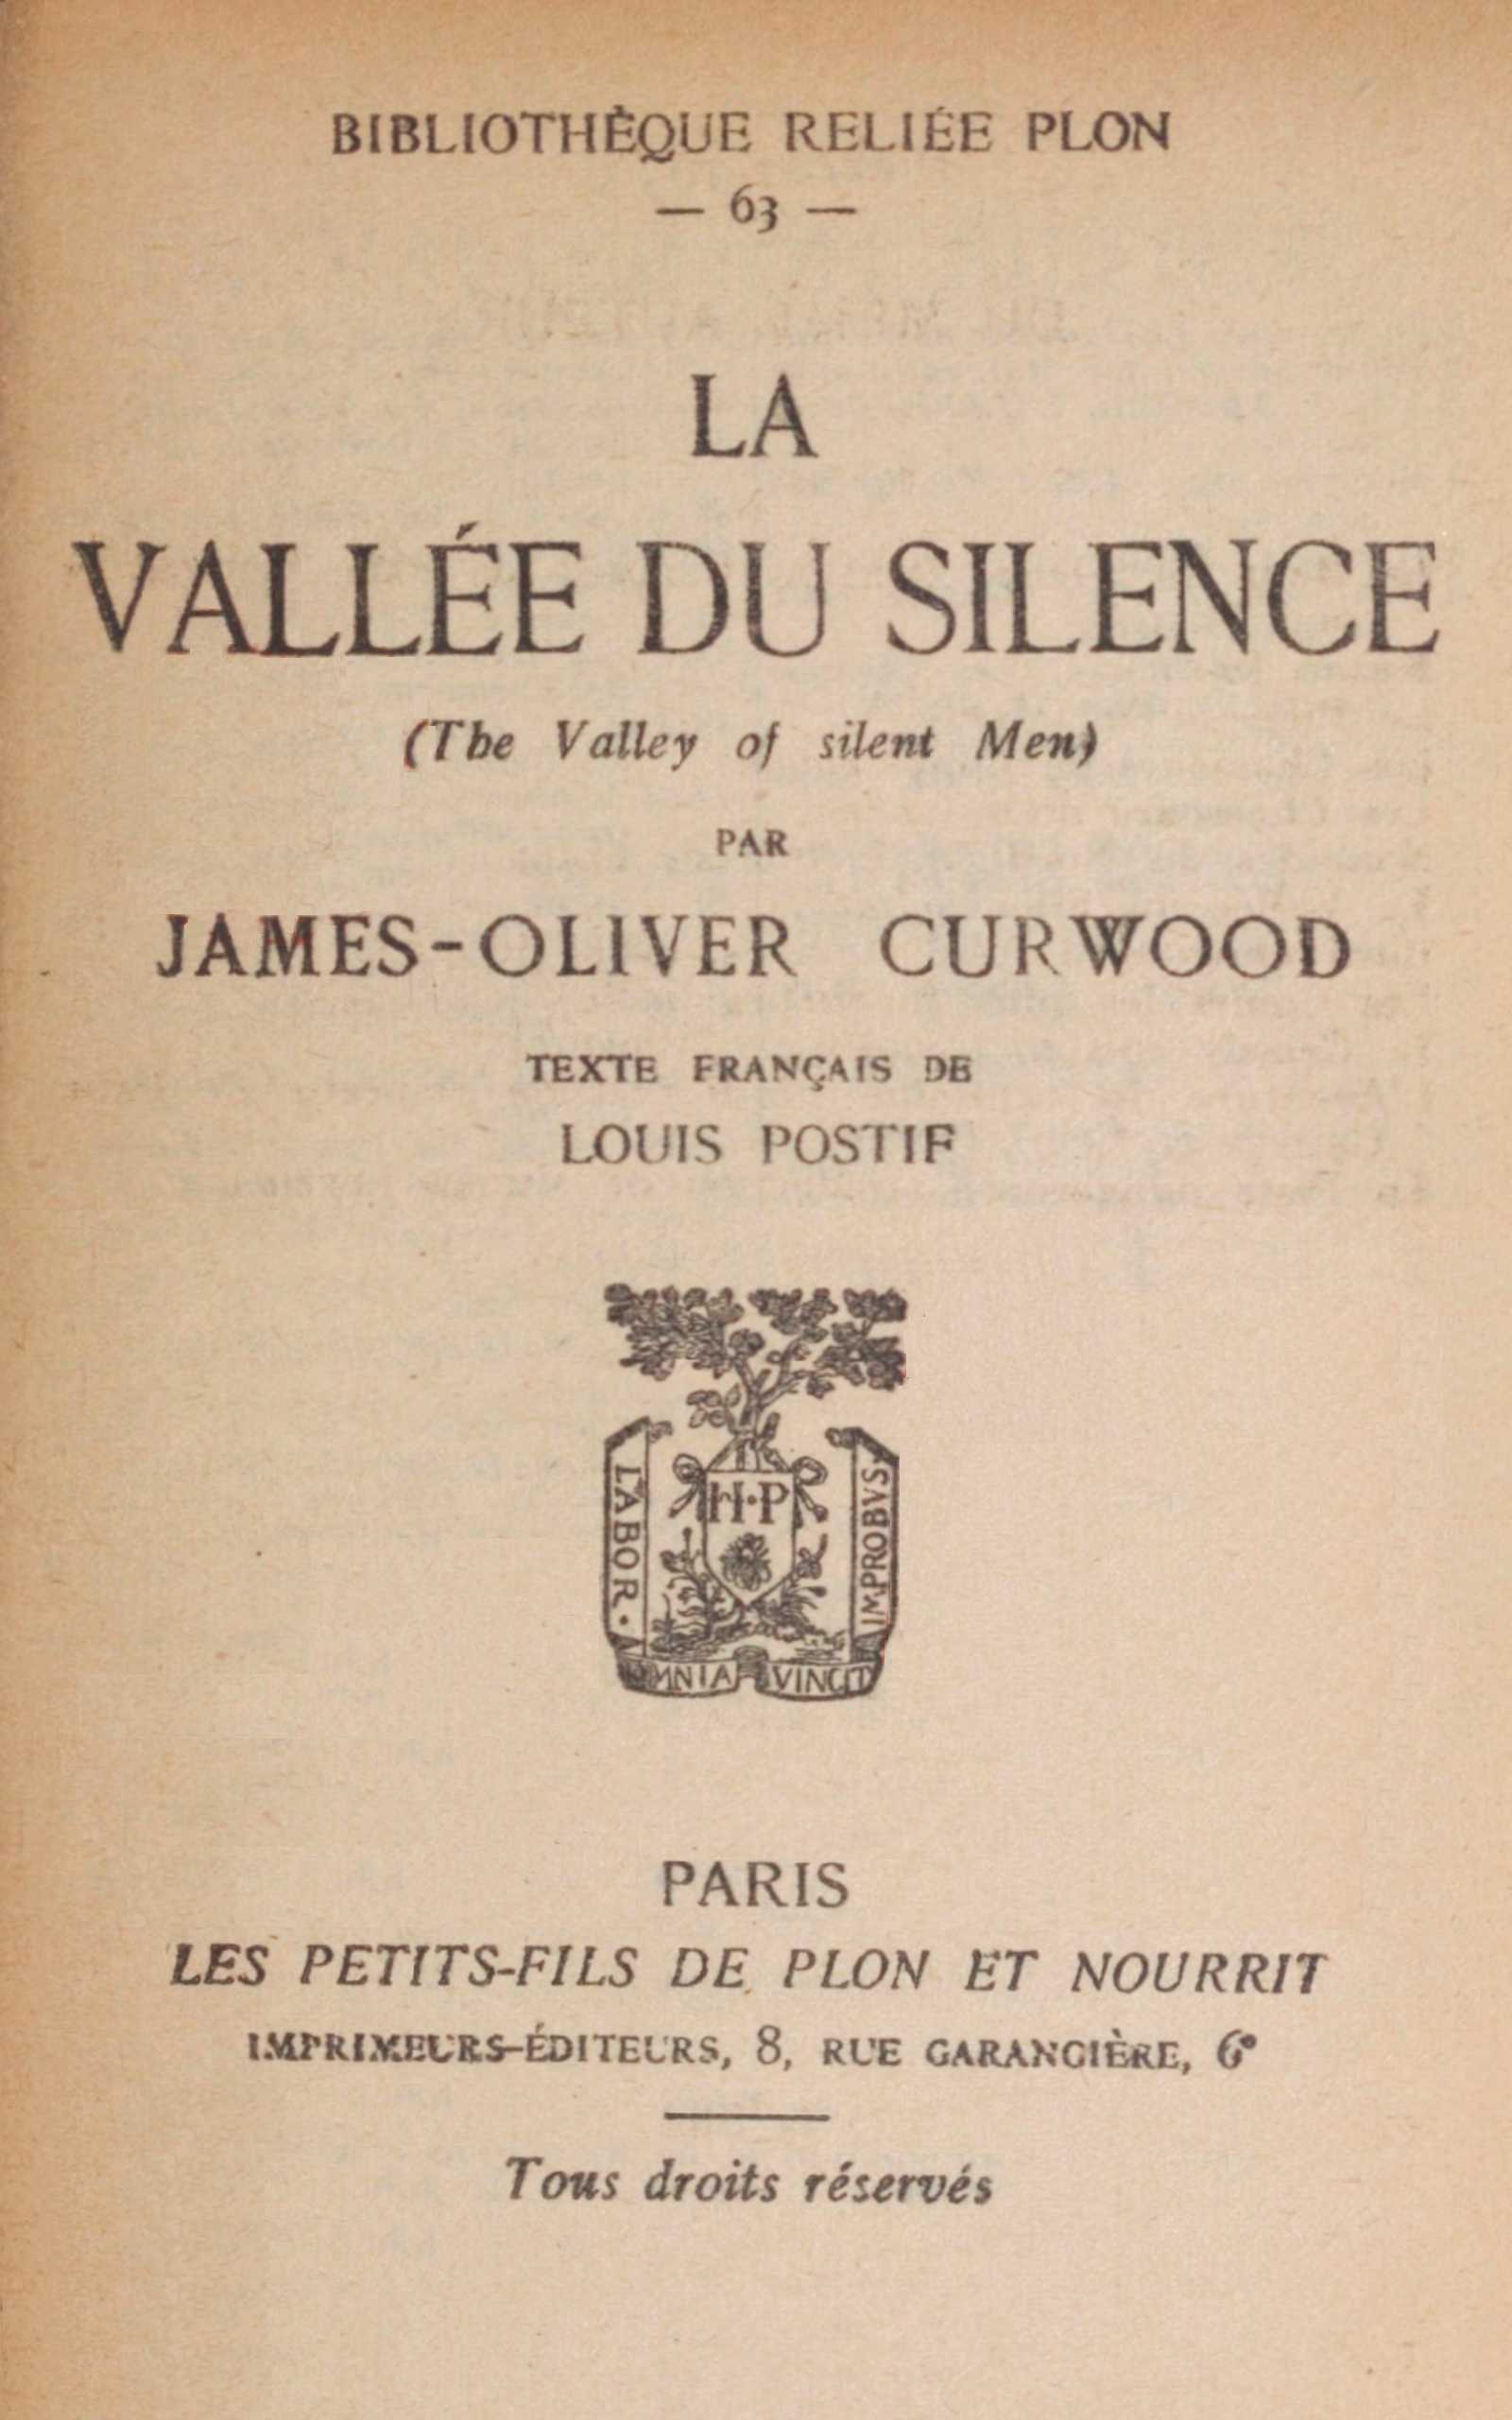 BIBLIOTHÈQUE RELIÉE PLON
— 63 —
LA
VALLÉE DU SILENCE
(The Valley of silent Men)
PAR
JAMES-OLIVER CURWOOD
TEXTE FRANÇAIS DE
LOUIS POSTIF
H·P
LABOR.
IMPROBVS
OMNIA VINCIT
PARIS
LES PETITS-FILS DE PLON ET NOURRIT
IMPRIMEURS-ÉDITEURS, 8, RUE GARANCIÈRE, 6e
Tous droits réservés